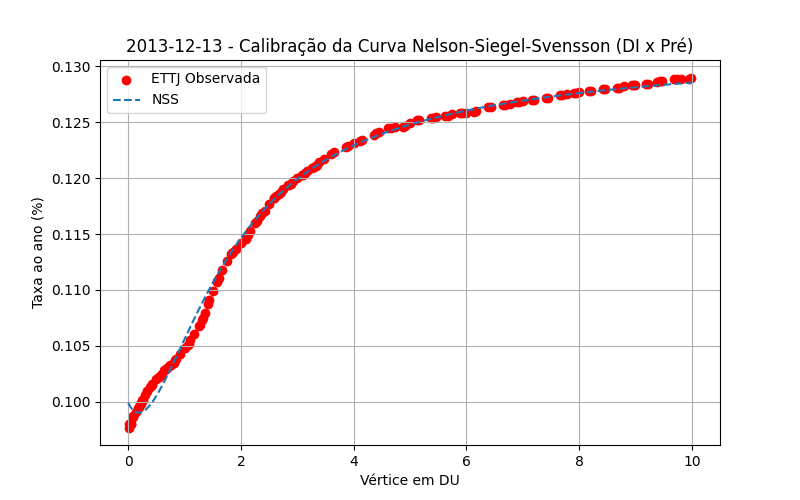 2013-12-13 - Calibração da Curva Nelson-Siegel-Svensson (DI x Pré)
ETTJ Observada
NSS
Taxa ao ano (%)
0.130
0.125
0.120
0.115
0.110
0.105
0.100
0 2 4 6 8 10
Vértice em DU